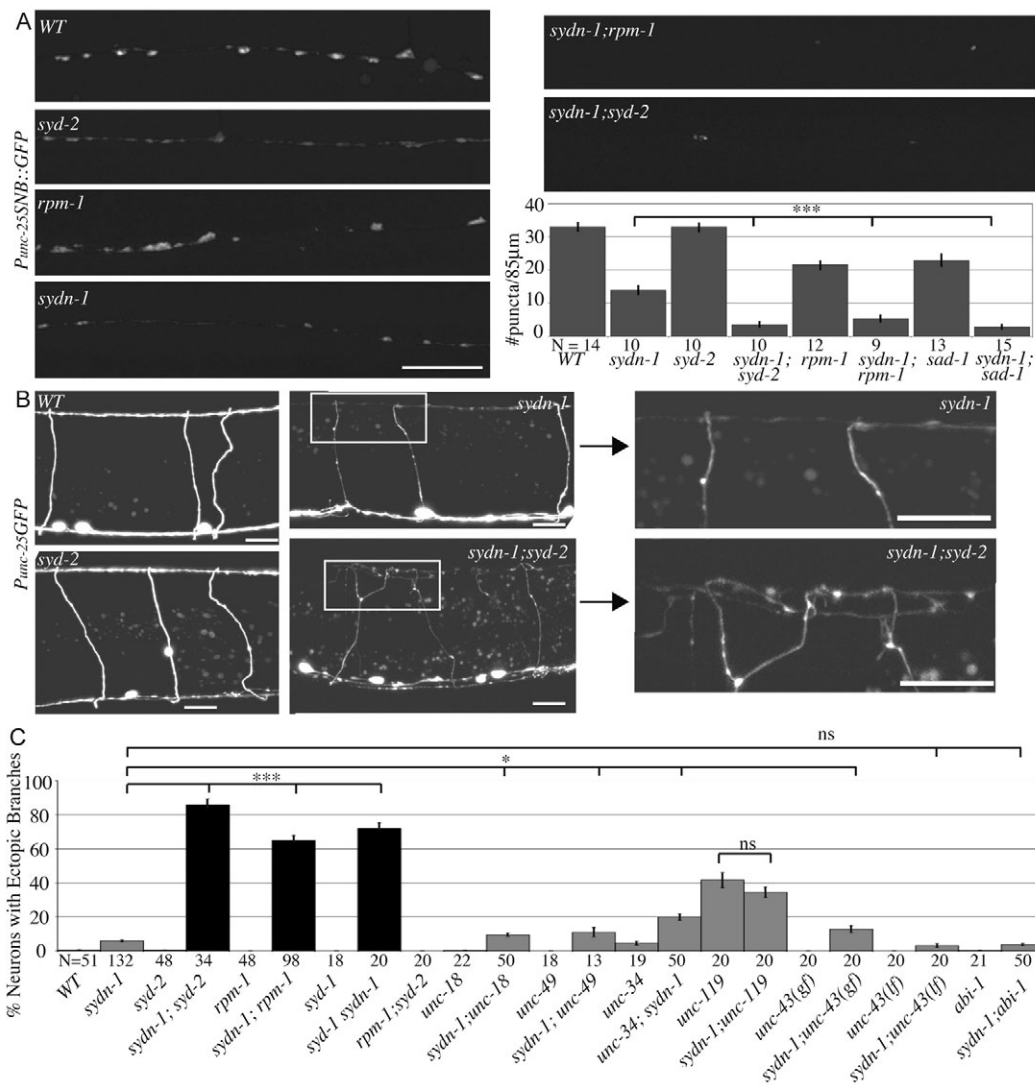 A
WT
syd-2
rpm-1
sydn-1
Punc-25SNB::GFP
sydn-1;rpm-1
sydn-1;syd-2
***
40
30
20
10
0
#puncta/85μm
N = 14 10 10 10 12 9 13 15
WT sydn-1 syd-2 sydn-1; syd-2 rpm-1 sydn-1; rpm-1 sad-1 sydn-1; sad-1
B
WT
sydn-1
sydn-1
syd-2
sydn-1;syd-2
sydn-1;syd-2
Punc-25GFP
C
ns
*
***
ns
100
80
60
40
20
0
% Neurons with Ectopic Branches
N=51 132 48 34 48 98 18 20 20 22 50 18 13 19 50 20 20 20 20 20 20 21 50
WT
sydn-1
syd-2
sydn-1; syd-2
rpm-1
sydn-1; rpm-1
syd-1
syd-1 sydn-1
rpm-1;syd-2
unc-18
sydn-1;unc-18
unc-49
sydn-1; unc-49
unc-34
unc-34; sydn-1
unc-119
sydn-1;unc-119
unc-43(gf)
sydn-1;unc-43(gf)
unc-43(lf)
sydn-1;unc-43(lf)
abi-1
sydn-1;abi-1